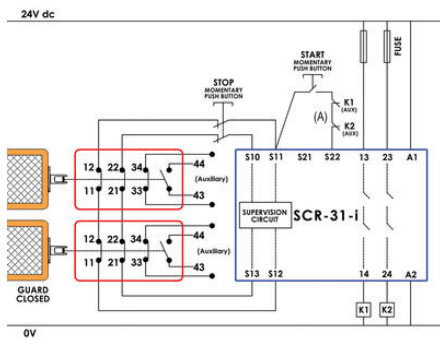 24V dc
START
MOMENTARY
PUSH BUTTON
STOP
MOMENTARY
PUSH BUTTON
FUSE
K1
(AUX)
(A)
K2
(AUX)
S10 S11 S21 S22 13 23 A1
12 22 34 44
(Auxiliary)
11 21 33 43
SUPERVISION
CIRCUIT
SCR-31-i
12 22 34 44
(Auxiliary)
11 21 33 43
S13 S12 14 24 A2
GUARD
CLOSED
K1 K2
0V